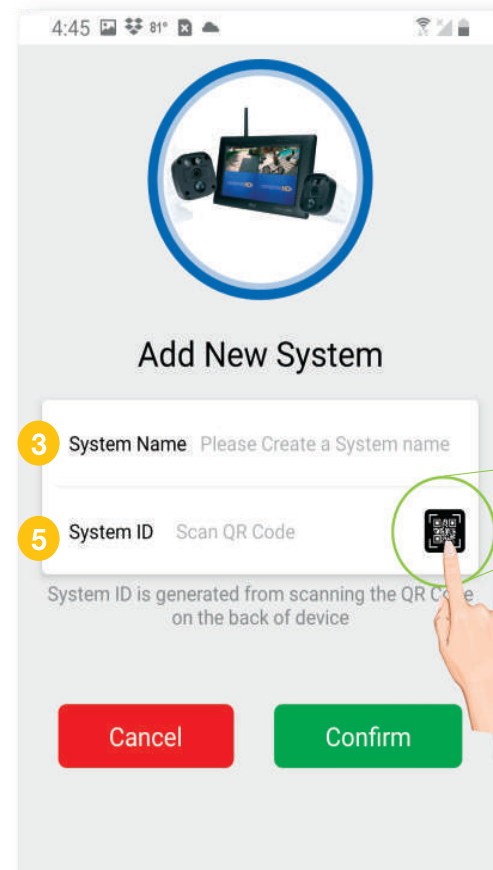 4:45 81°
Add New System
3 System Name Please Create a System name
5 System ID Scan QR Code
System ID is generated from scanning the QR
on the back of device
Cancel Confirm